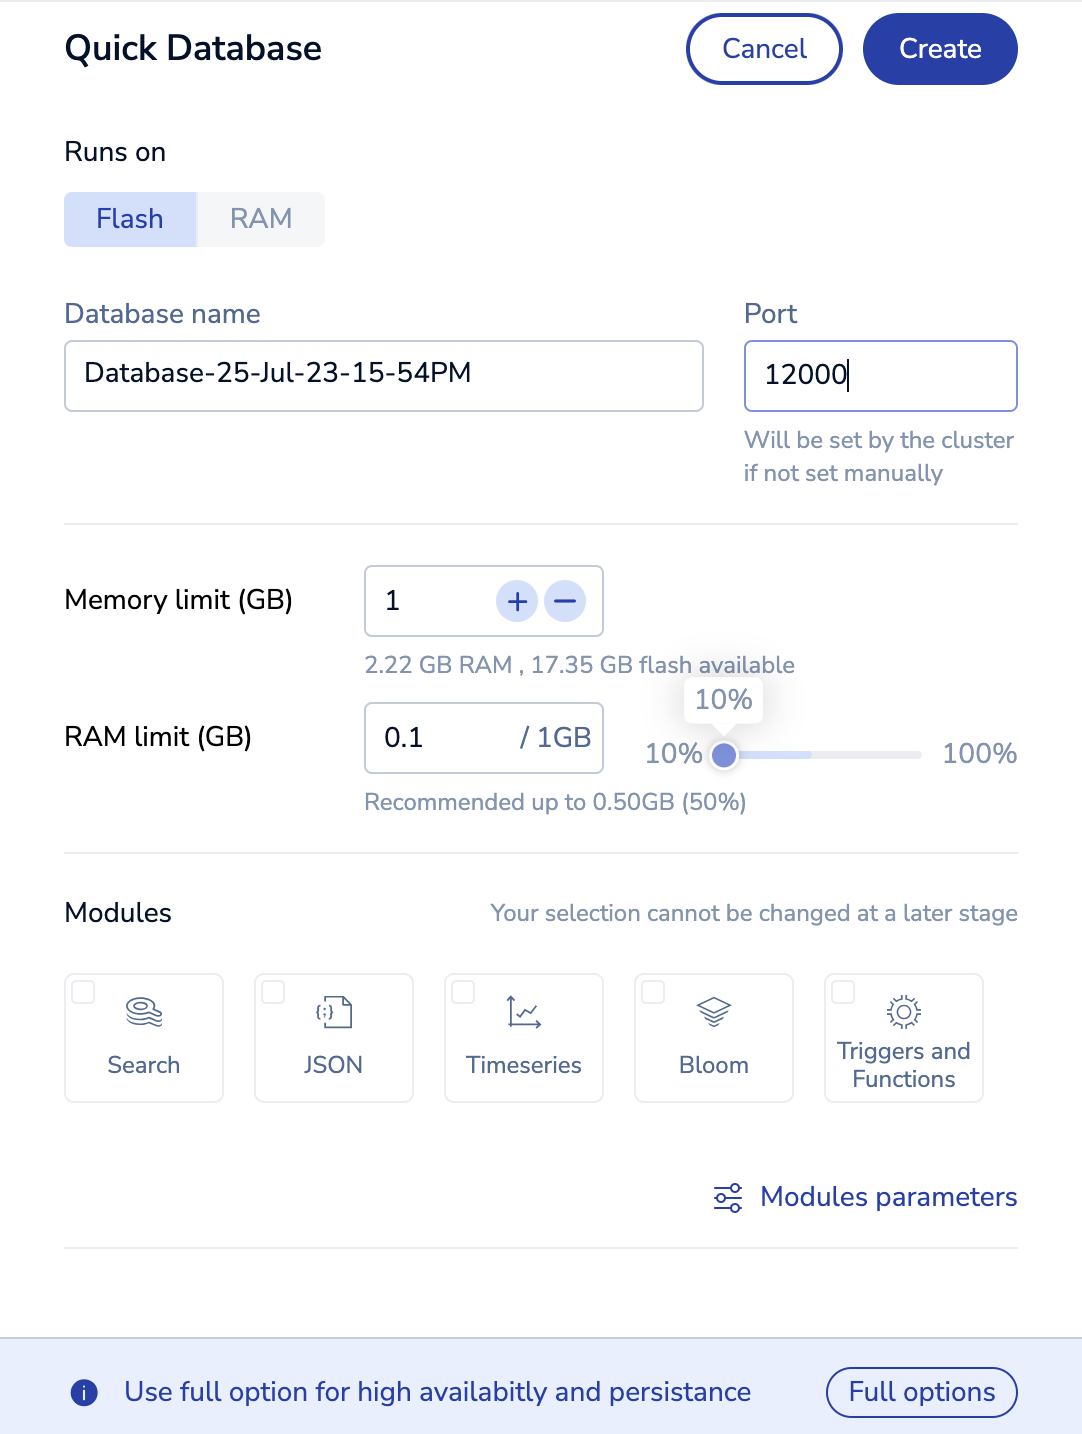 Quick Database
Cancel
Create
Runs on
Flash
RAM
Database name
Port
Database-25-Jul-23-15-54PM
12000
Will be set by the cluster
if not set manually
Memory limit (GB)
1
2.22 GB RAM , 17.35 GB flash available
10%
RAM limit (GB)
0.1 / 1GB
10%
100%
Recommended up to 0.50GB (50%)
Modules
Your selection cannot be changed at a later stage
Search
JSON
{;}
Timeseries
Bloom
Triggers and
Functions
Modules parameters
Use full option for high availabitly and persistance
Full options